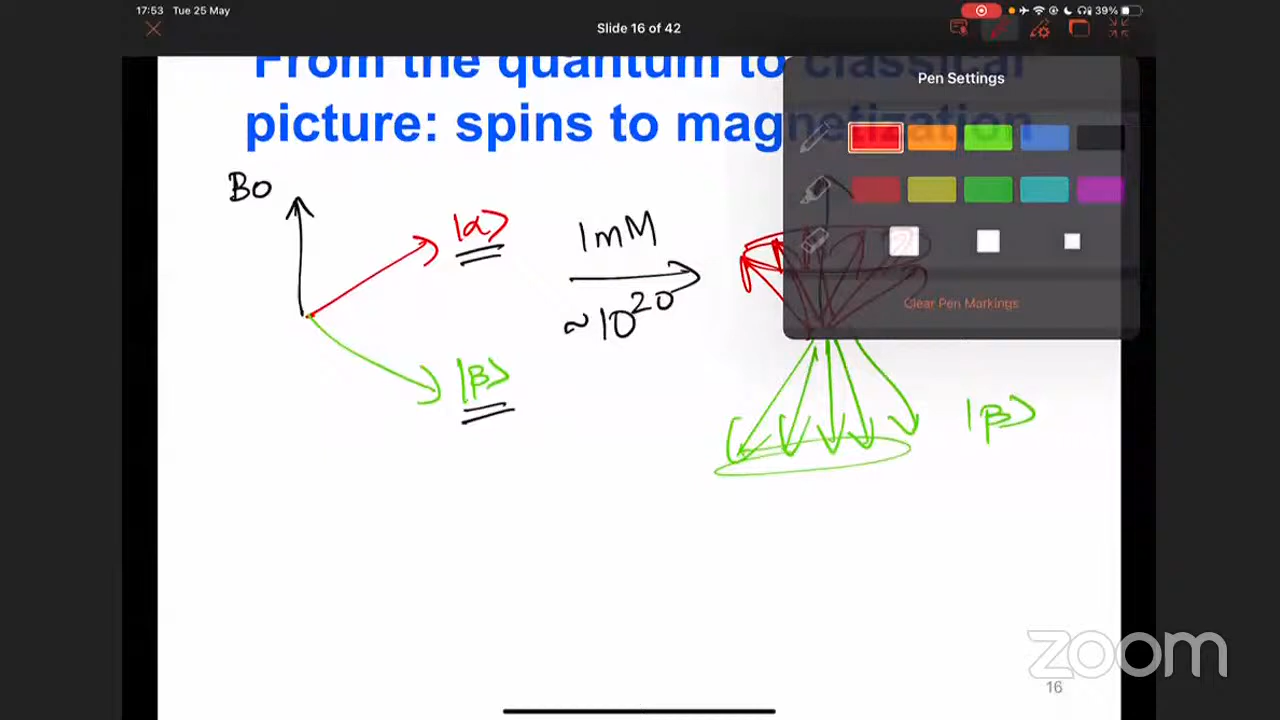 17:53 Tue 25 May
39%
Slide 16 of 42
Pen Settings
From the quantum to classical
picture: spins to magnetization
Clear Pen Markings
B0
|α⟩
1mM
~10^20
|β⟩
|β⟩
zoom
16